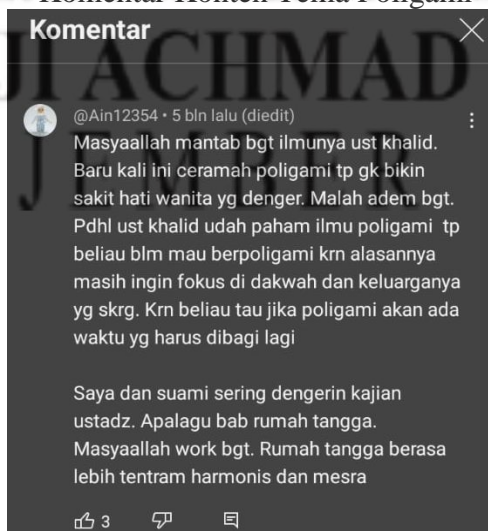 Komentar Konten Tema Poligami
Komentar
JI ACHMAD
JEMBER
@Ain12354 • 5 bln lalu (diedit)
Masyaallah mantab bgt ilmunya ust khalid.
Baru kali ini ceramah poligami tp gk bikin
sakit hati wanita yg denger. Malah adem bgt.
Pdhl ust khalid udah paham ilmu poligami tp
beliau blm mau berpoligami krn alasannya
masih ingin fokus di dakwah dan keluarganya
yg skrg. Krn beliau tau jika poligami akan ada
waktu yg harus dibagi lagi
Saya dan suami sering dengerin kajian
ustadz. Apalagu bab rumah tangga.
Masyaallah work bgt. Rumah tangga berasa
lebih tentram harmonis dan mesra
3